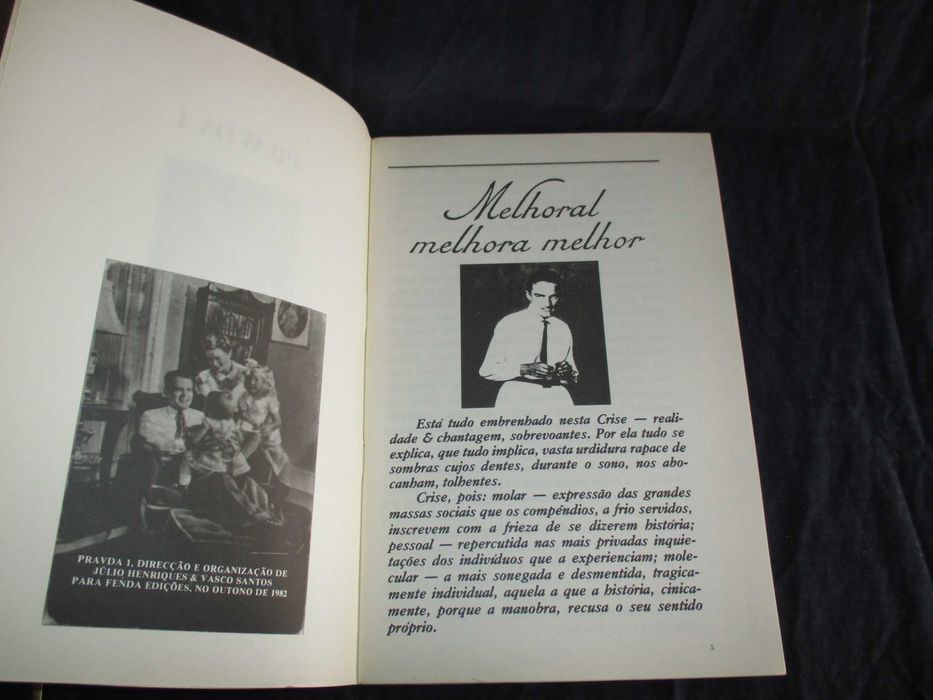 PRAVDA 1, DIRECÇÃO E ORGANIZAÇÃO DE
JÚLIO HENRIQUES & VASCO SANTOS
PARA FENDA EDIÇÕES, NO OUTONO DE 1982
Melhoral
melhora melhor
Está tudo embrenhado nesta Crise — reali-
dade & chantagem, sobrevoantes. Por ela tudo se
explica, que tudo implica, vasta urdidura rapace de
sombras cujos dentes, durante o sono, nos abo-
canham, tolhentes.
Crise, pois: molar — expressão das grandes
massas sociais que os compêndios, a frio servidos,
inscrevem com a frieza de se dizerem história;
pessoal — repercutida nas mais privadas inquie-
tações dos indivíduos que a experienciam; mole-
cular — a mais sonegada e desmentida, tragica-
mente individual, aquela a que a história, cinica-
mente, porque a manobra, recusa o seu sentido
próprio.
5